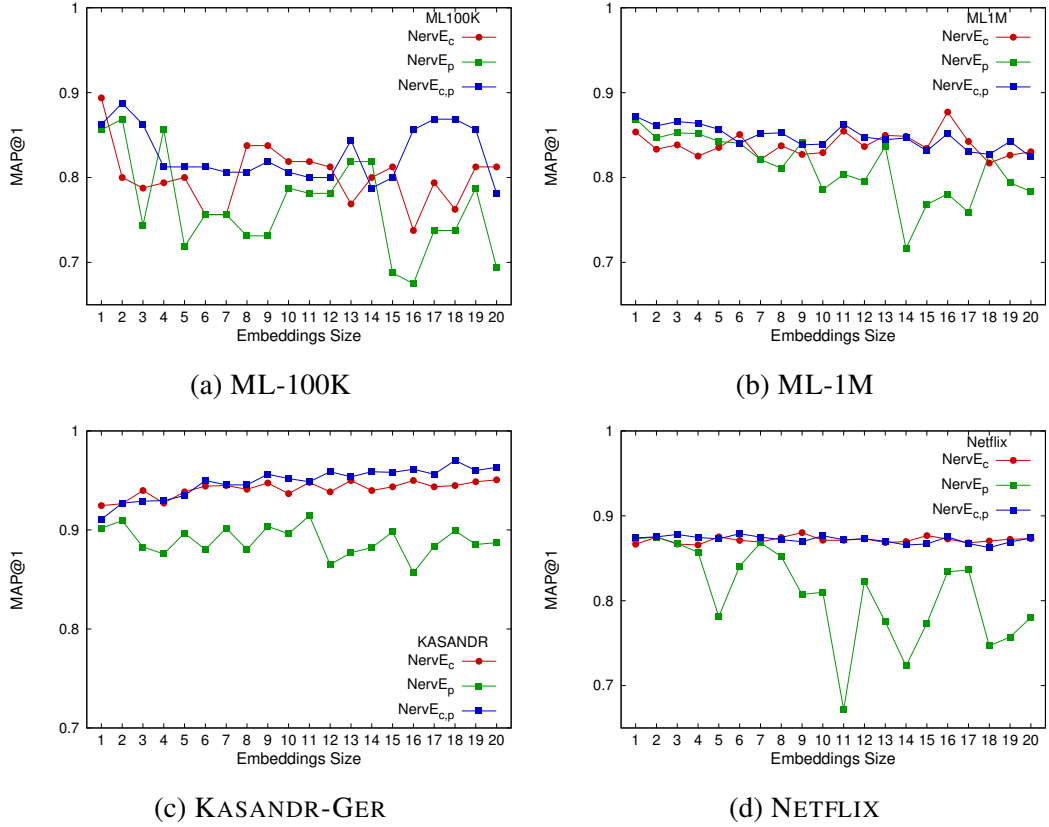 ML100K
NervE_c
NervE_p
NervE_c,p
1
0.9
0.8
0.7
MAP@1
1 2 3 4 5 6 7 8 9 10 11 12 13 14 15 16 17 18 19 20
Embeddings Size
(a) ML-100K
ML1M
NervE_c
NervE_p
NervE_c,p
1
0.9
0.8
0.7
MAP@1
1 2 3 4 5 6 7 8 9 10 11 12 13 14 15 16 17 18 19 20
Embeddings Size
(b) ML-1M
1
0.9
0.8
0.7
MAP@1
KASANDR
NervE_c
NervE_p
NervE_c,p
1 2 3 4 5 6 7 8 9 10 11 12 13 14 15 16 17 18 19 20
Embeddings Size
(c) KASANDR-GER
Netflix
NervE_c
NervE_p
NervE_c,p
1
0.9
0.8
0.7
MAP@1
1 2 3 4 5 6 7 8 9 10 11 12 13 14 15 16 17 18 19 20
Embeddings Size
(d) NETFLIX